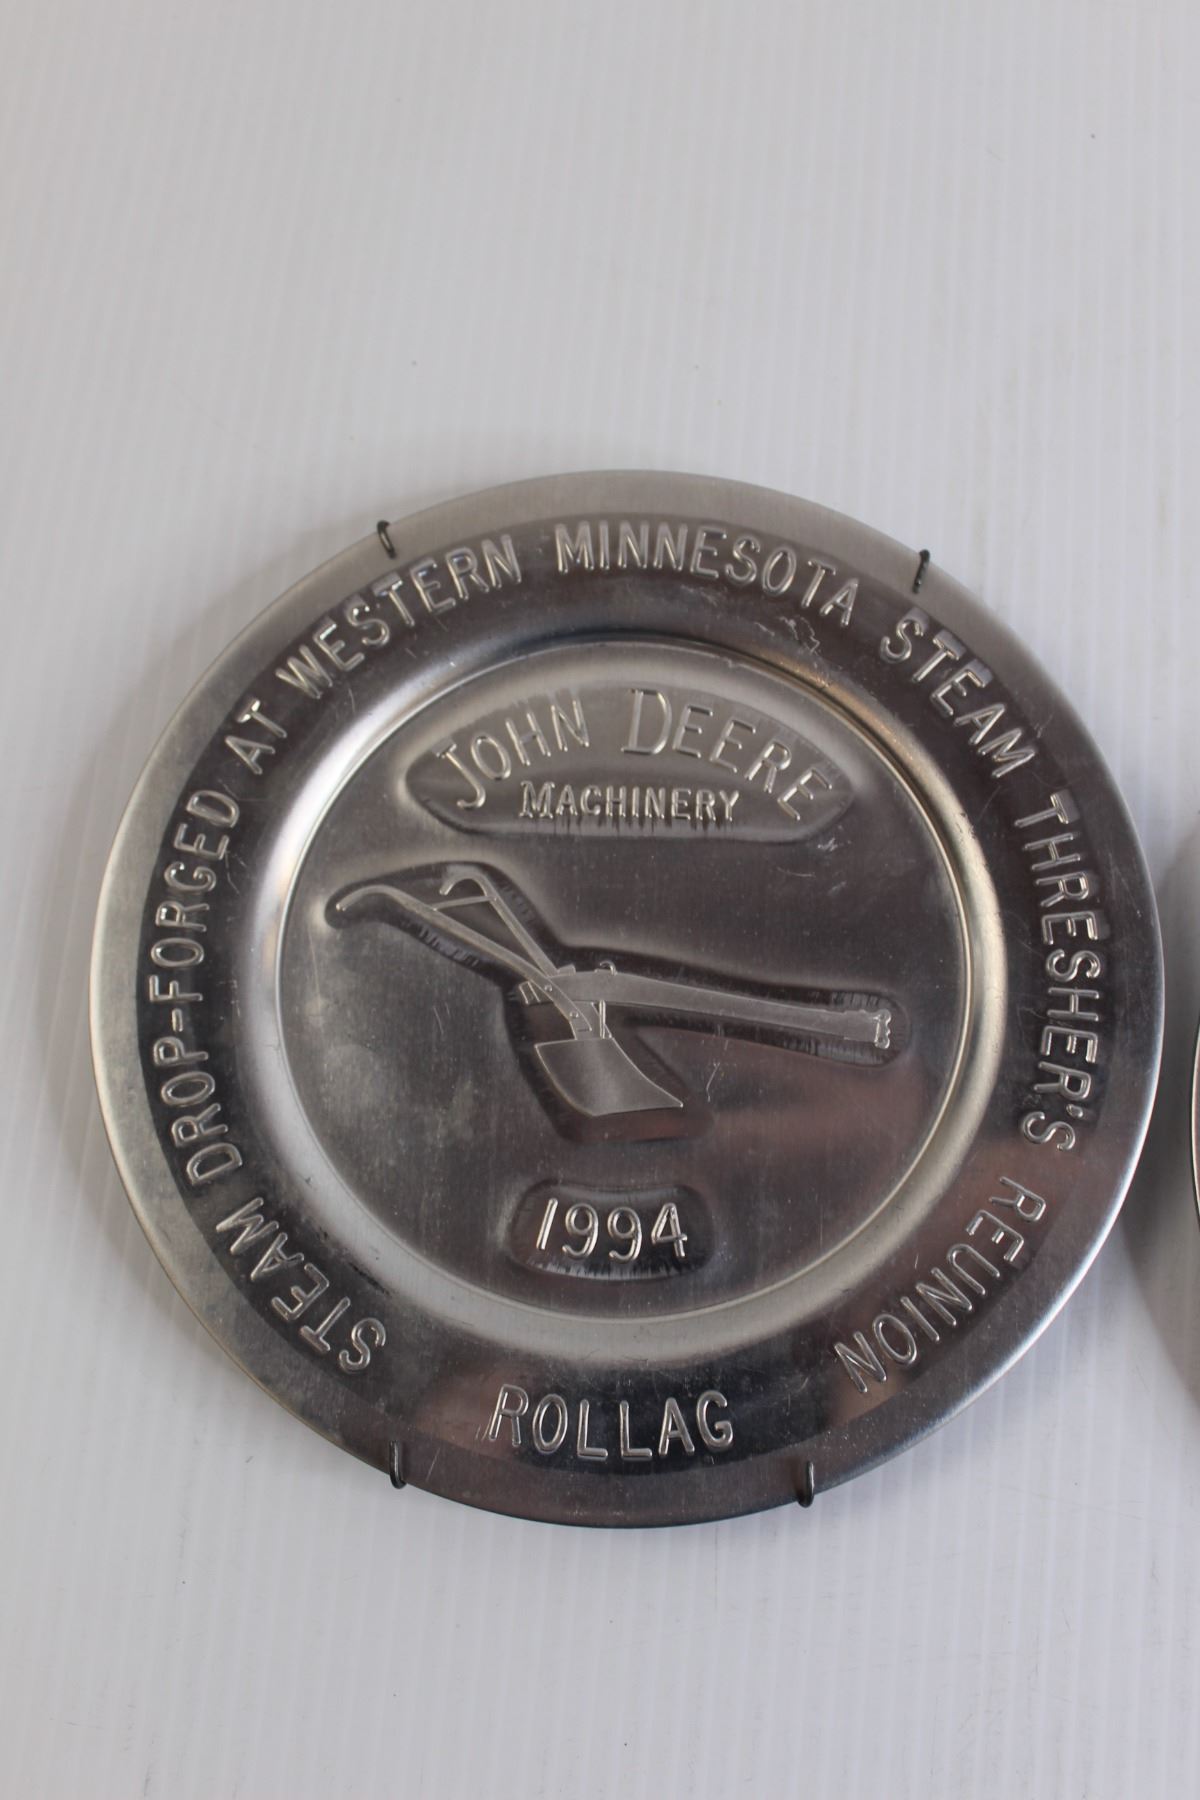 STEAM DROP-FORGED AT WESTERN MINNESOTA STEAM THRESHER'S REUNION
ROLLAG
JOHN DEERE
MACHINERY
1994